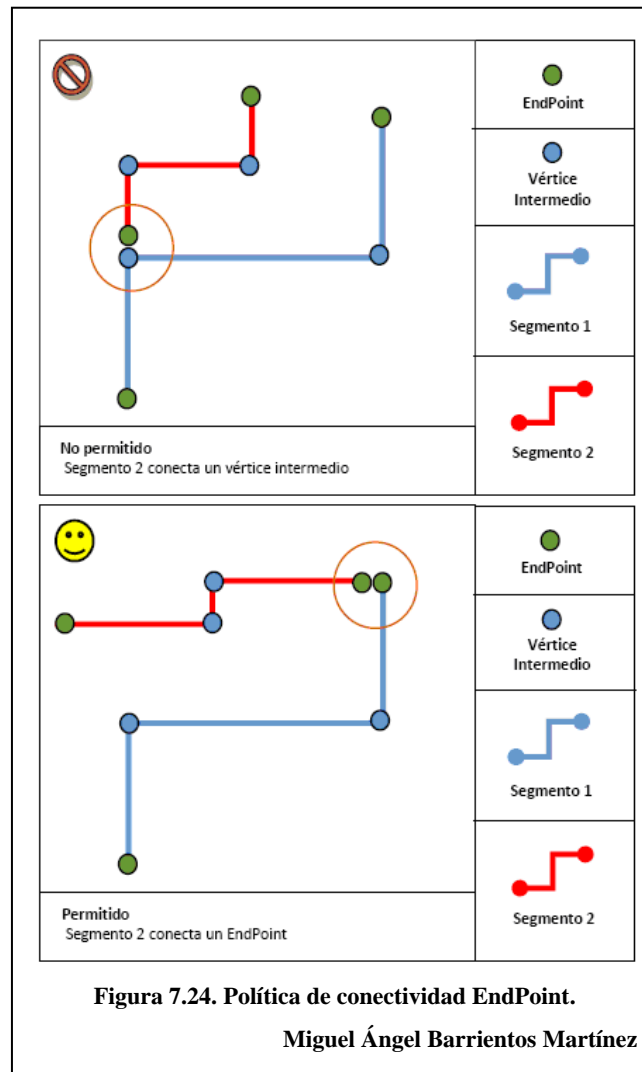 EndPoint
Vértice
Intermedio
Segmento 1
Segmento 2
No permitido
Segmento 2 conecta un vértice intermedio
EndPoint
Vértice
Intermedio
Segmento 1
Segmento 2
Permitido
Segmento 2 conecta un EndPoint
Figura 7.24. Política de conectividad EndPoint.
Miguel Ángel Barrientos Martínez